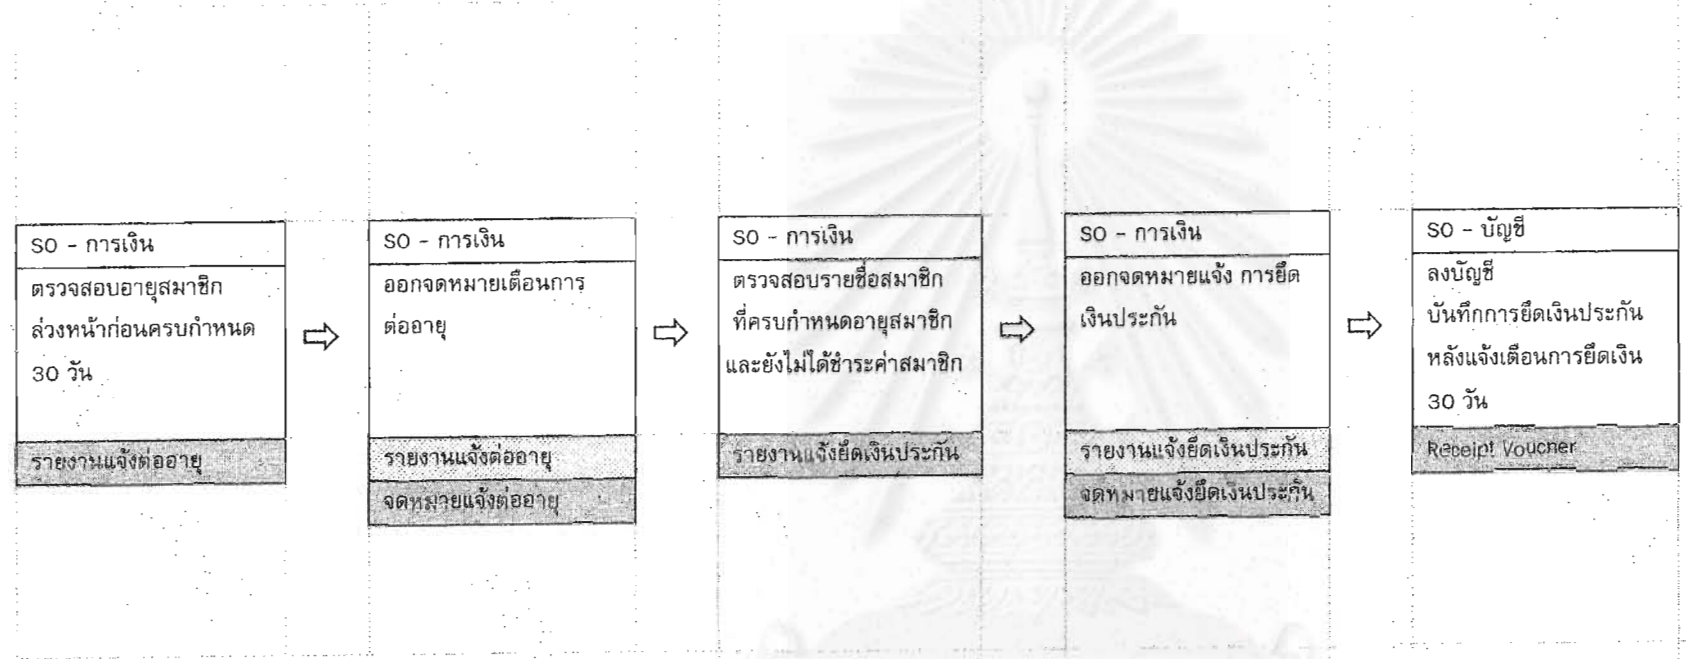 SO - การเงิน
ตรวจสอบอายุสมาชิก
ล่วงหน้าก่อนครบกำหนด
30 วัน
รายงานแจ้งต่ออายุ
SO - การเงิน
ออกจดหมายเตือนการ
ต่ออายุ
รายงานแจ้งต่ออายุ
จดหมายแจ้งต่ออายุ
SO - การเงิน
ตรวจสอบรายชื่อสมาชิก
ที่ครบกำหนดอายุสมาชิก
และยังไม่ได้ชำระค่าสมาชิก
รายงานแจ้งยึดเงินประกัน
SO - การเงิน
ออกจดหมายแจ้ง การยึด
เงินประกัน
รายงานแจ้งยึดเงินประกัน
จดหมายแจ้งยึดเงินประกัน
SO - บัญชี
ลงบัญชี
บันทึกการยึดเงินประกัน
หลังแจ้งเตือนการยึดเงิน
30 วัน
Receipt Voucher